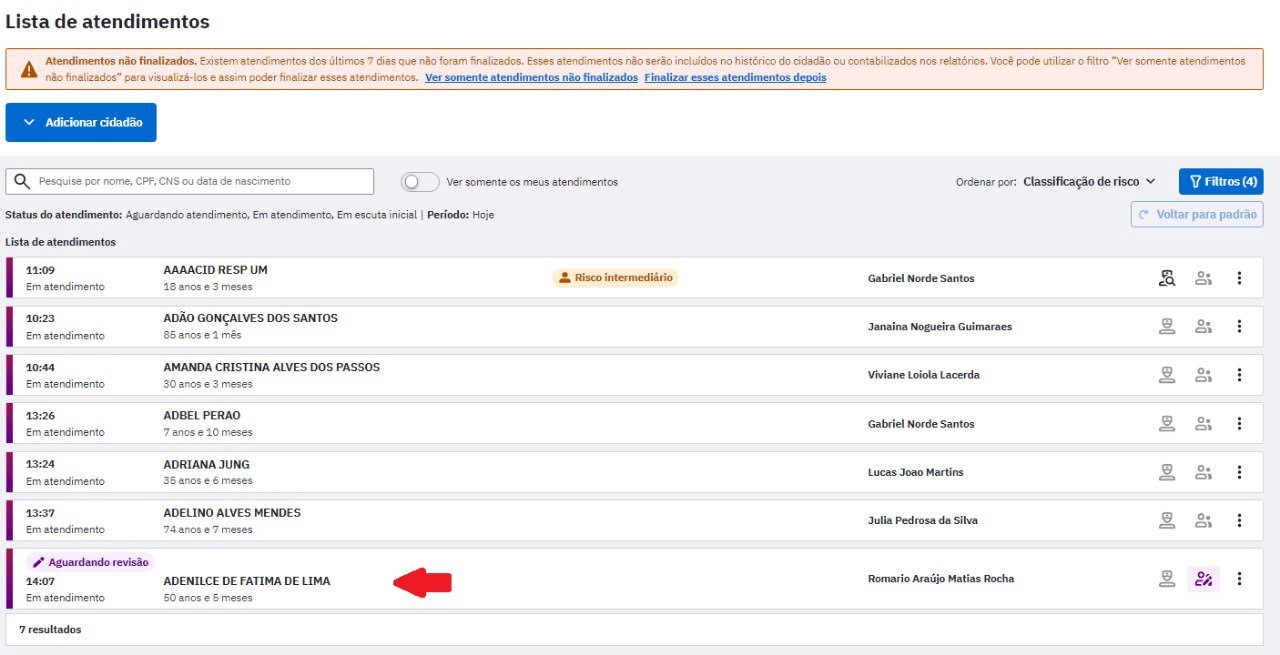 Lista de atendimentos
Atendimentos não finalizados. Existem atendimentos dos últimos 7 dias que não foram finalizados. Esses atendimentos não serão incluídos no histórico do cidadão ou contabilizados nos relatórios. Você pode utilizar o filtro "Ver somente atendimentos
não finalizados" para visualizá-los e assim poder finalizar esses atendimentos. Ver somente atendimentos não finalizados Finalizar esses atendimentos depois
Adicionar cidadão
Pesquise por nome, CPF, CNS ou data de nascimento Ver somente os meus atendimentos Ordenar por: Classificação de risco Filtros (4)
Status do atendimento: Aguardando atendimento, Em atendimento, Em escuta inicial | Período: Hoje Voltar para padrão
Lista de atendimentos
11:09 AAAACID RESP UM Risco intermediário Gabriel Norde Santos
Em atendimento 18 anos e 3 meses
10:23 ADÃO GONÇALVES DOS SANTOS Janaina Nogueira Guimaraes
Em atendimento 85 anos e 1 mês
10:44 AMANDA CRISTINA ALVES DOS PASSOS Viviane Loiola Lacerda
Em atendimento 30 anos e 3 meses
13:26 ADBEL PERAO Gabriel Norde Santos
Em atendimento 7 anos e 10 meses
13:24 ADRIANA JUNG Lucas Joao Martins
Em atendimento 35 anos e 6 meses
13:37 ADELINO ALVES MENDES Julia Pedrosa da Silva
Em atendimento 74 anos e 7 meses
Aguardando revisão
14:07 ADENILCE DE FATIMA DE LIMA Romario Araújo Matias Rocha
Em atendimento 50 anos e 5 meses
7 resultados